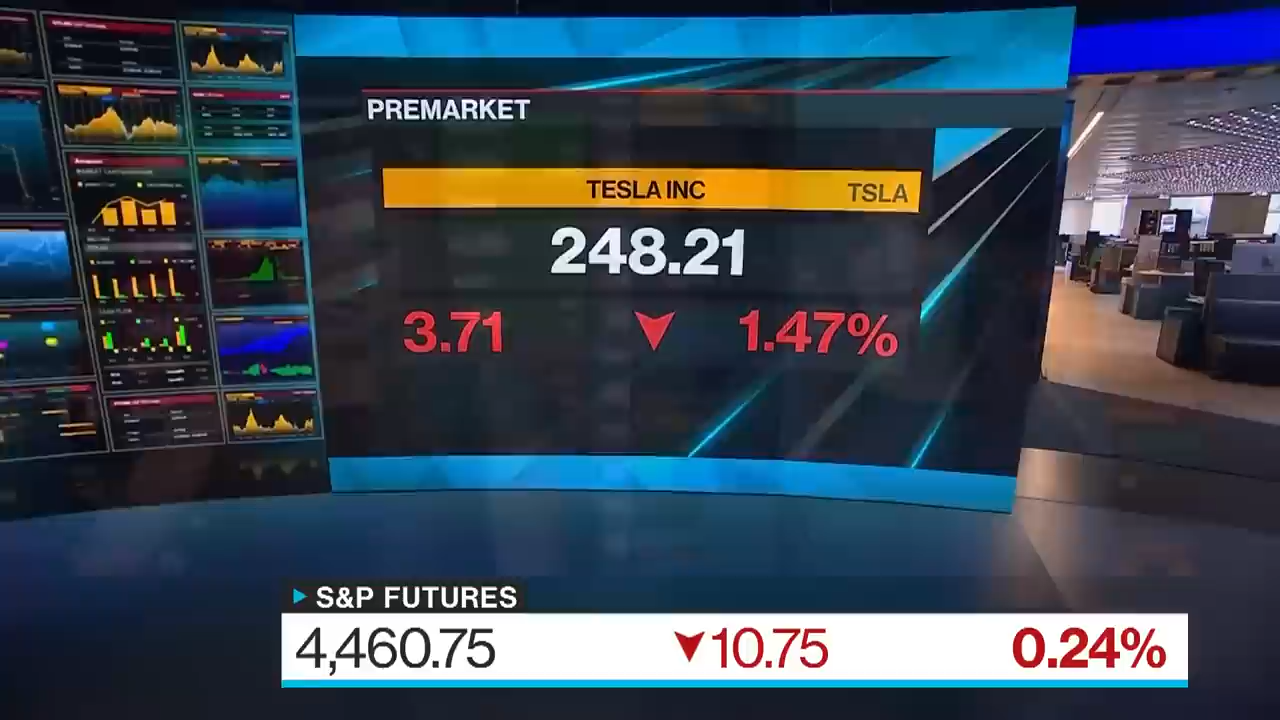 PREMARKET
TESLA INC TSLA
248.21
3.71 1.47%
S&P FUTURES
4,460.75 10.75 0.24%